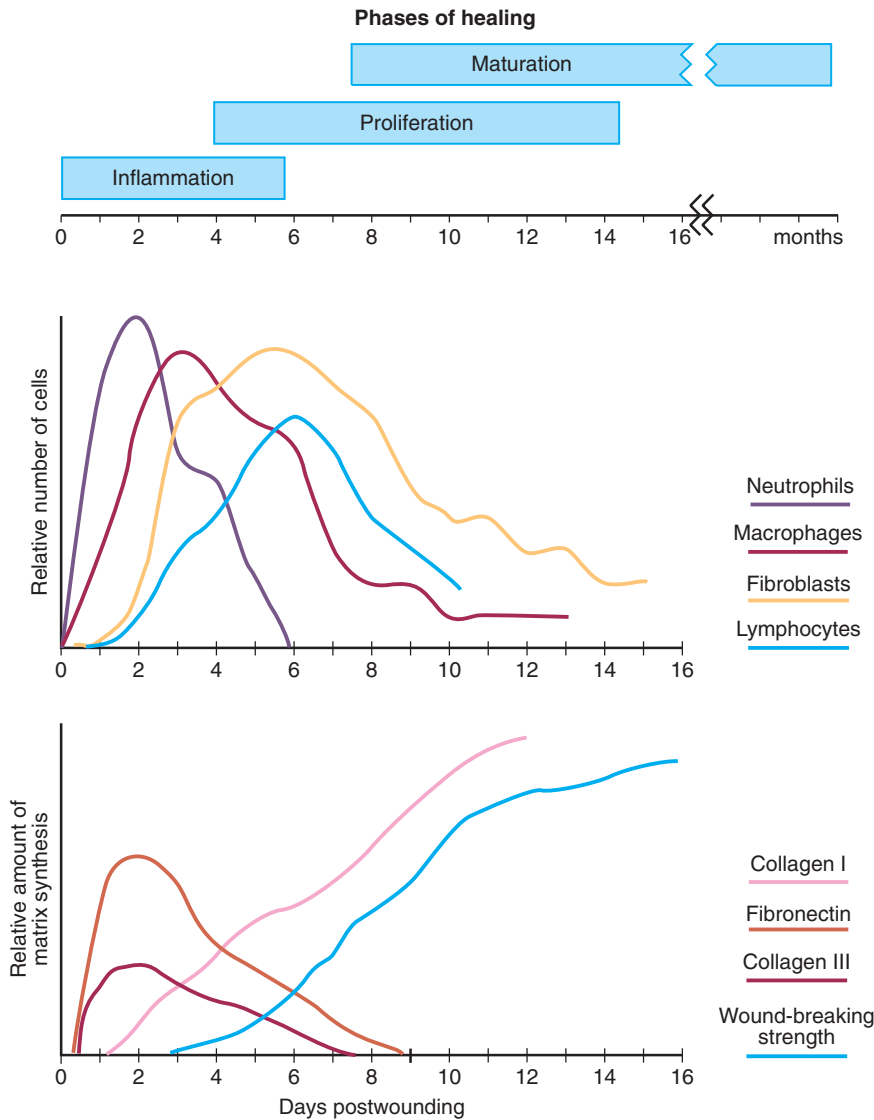 Phases of healing
Maturation
Proliferation
Inflammation
0 2 4 6 8 10 12 14 16 months
Relative number of cells
Neutrophils
Macrophages
Fibroblasts
Lymphocytes
0 2 4 6 8 10 12 14 16
Relative amount of
matrix synthesis
Collagen I
Fibronectin
Collagen III
Wound-breaking
strength
0 2 4 6 8 10 12 14 16
Days postwounding